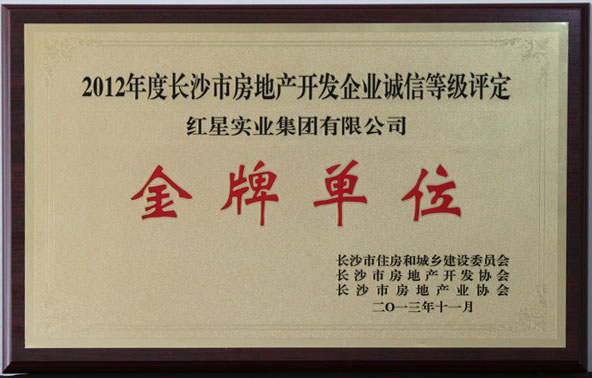 2012年度长沙市房地产开发企业诚信等级评定
红星实业集团有限公司
金牌单位
长沙市住房和城乡建设委员会
长沙市房地产开发协会
长沙市房地产业协会
二〇一三年十一月